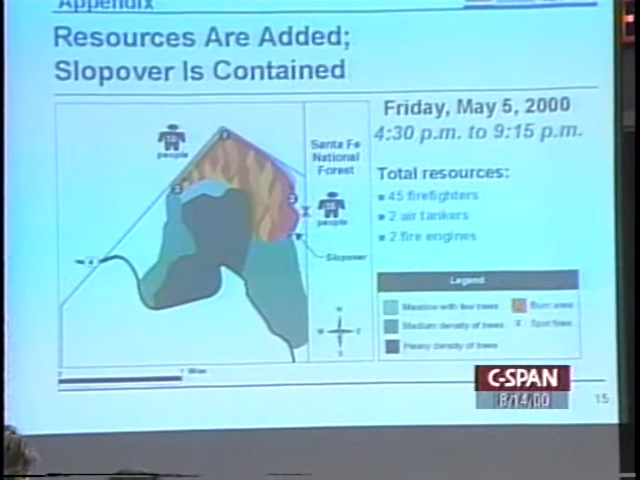 Appendix
Resources Are Added;
Slopover Is Contained
Friday, May 5, 2000
4:30 p.m. to 9:15 p.m.
people
Santa Fe
National
Forest
people
Slopover
Total resources:
45 firefighters
2 air tankers
2 fire engines
Legend
Meadow with few trees
Burn area
Medium density of trees
X Spot fires
Heavy density of trees
1 Mile
C-SPAN
8/14/00
15